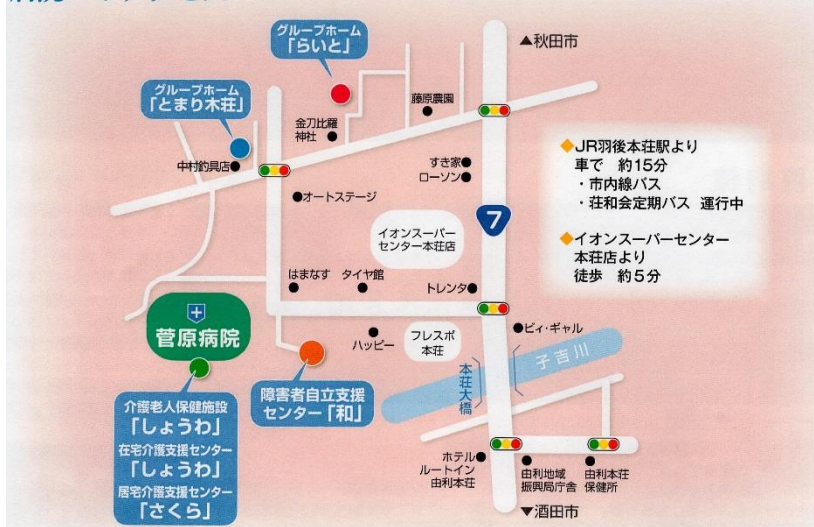 グループホーム
「らいと」
▲秋田市
グループホーム
「とまり木荘」
藤原農園
金刀比羅
神社
中村釣具店
すき家
ローソン
オートステージ
◆JR羽後本荘駅より
車で 約15分
・市内線バス
・荘和会定期バス 運行中
7
イオンスーパー
センター本荘店
◆イオンスーパーセンター
本荘店より
徒歩 約5分
はまなす
タイヤ館
トレンタ
菅原病院
ハッピー
フレスポ
本荘
ビィ・ギャル
子吉川
本荘大橋
障害者自立支援
センター「和」
介護老人保健施設
「しょうわ」
在宅介護支援センター
「しょうわ」
居宅介護支援センター
「さくら」
ホテル
ルートイン
由利本荘
由利地域
振興局庁舎
由利本荘
保健所
▼酒田市